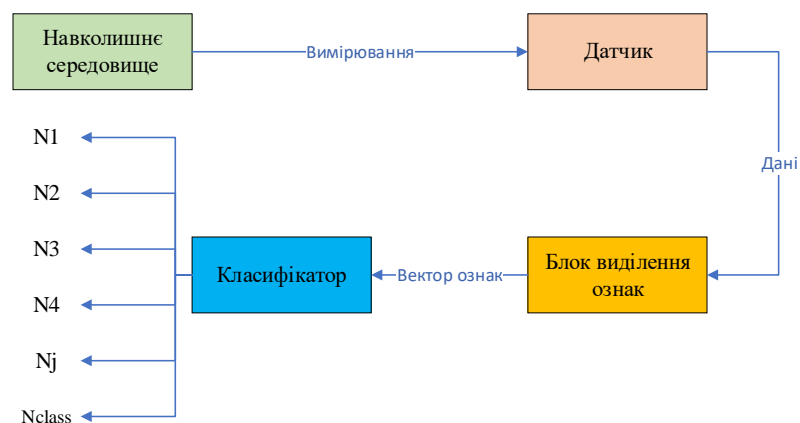 Навколишнє
середовище
Вимірювання
Датчик
Дані
Блок виділення
ознак
Вектор ознак
Класифікатор
N1
N2
N3
N4
Nj
Nclass